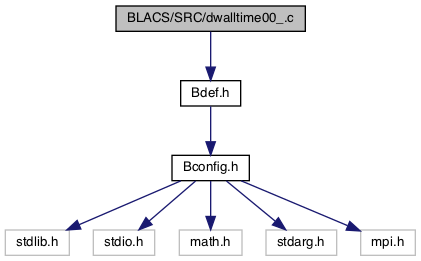 BLACS/SRC/dwalltime00_.c
Bdef.h
Bconfig.h
stdlib.h
stdio.h
math.h
stdarg.h
mpi.h